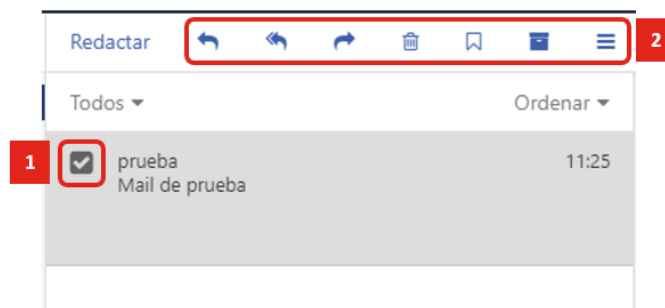 Redactar
2
Todos
Ordenar
1
prueba
11:25
Mail de prueba